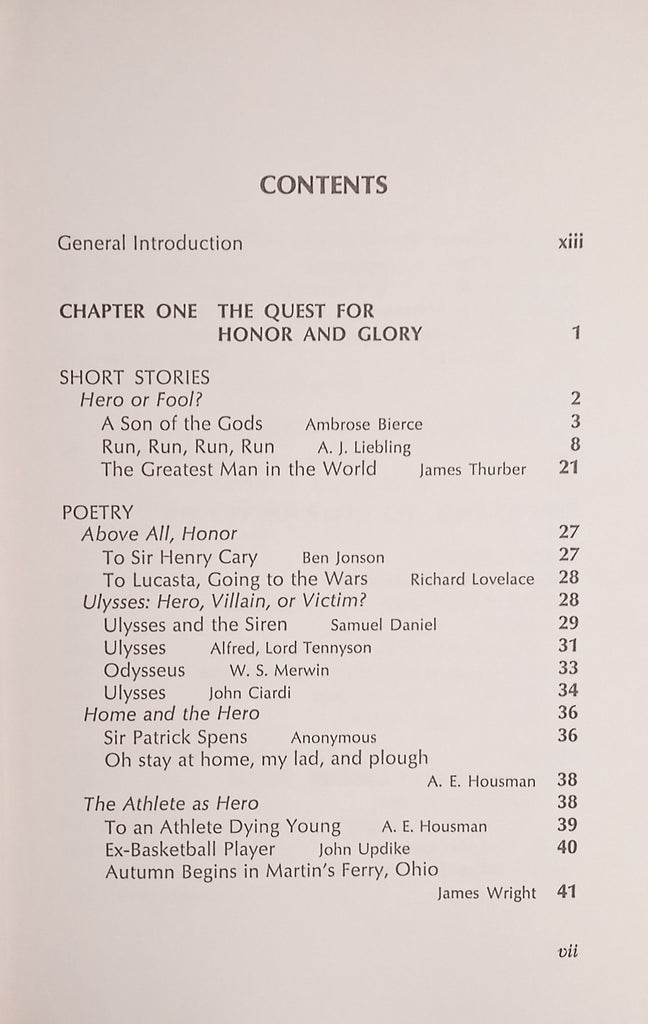 CONTENTS
General Introduction xiii
CHAPTER ONE THE QUEST FOR
HONOR AND GLORY 1
SHORT STORIES
Hero or Fool? 2
A Son of the Gods Ambrose Bierce 3
Run, Run, Run, Run A. J. Liebling 8
The Greatest Man in the World James Thurber 21
POETRY
Above All, Honor 27
To Sir Henry Cary Ben Jonson 27
To Lucasta, Going to the Wars Richard Lovelace 28
Ulysses: Hero, Villain, or Victim? 28
Ulysses and the Siren Samuel Daniel 29
Ulysses Alfred, Lord Tennyson 31
Odysseus W. S. Merwin 33
Ulysses John Ciardi 34
Home and the Hero 36
Sir Patrick Spens Anonymous 36
Oh stay at home, my lad, and plough
A. E. Housman 38
The Athlete as Hero 38
To an Athlete Dying Young A. E. Housman 39
Ex-Basketball Player John Updike 40
Autumn Begins in Martin's Ferry, Ohio
James Wright 41
vii